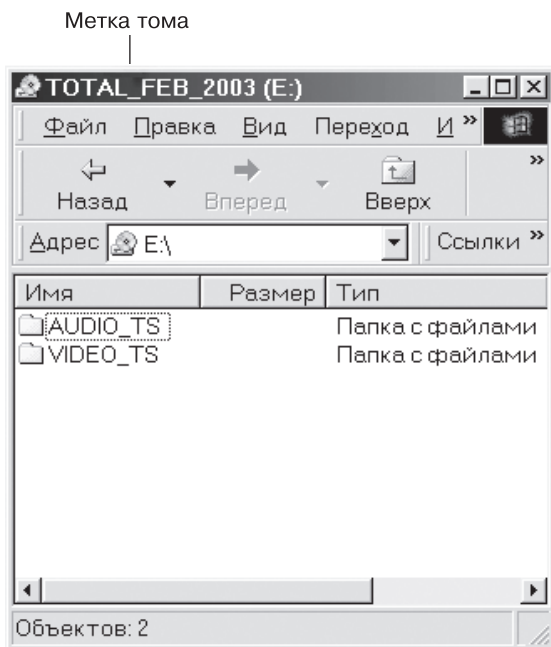 Метка тома
TOTAL_FEB_2003 (E:)
Файл Правка Вид Переход И »
Назад Вперед Вверх »
Адрес E:\ Ссылки »
Имя Размер Тип
AUDIO_TS Папка с файлами
VIDEO_TS Папка с файлами
Объектов: 2